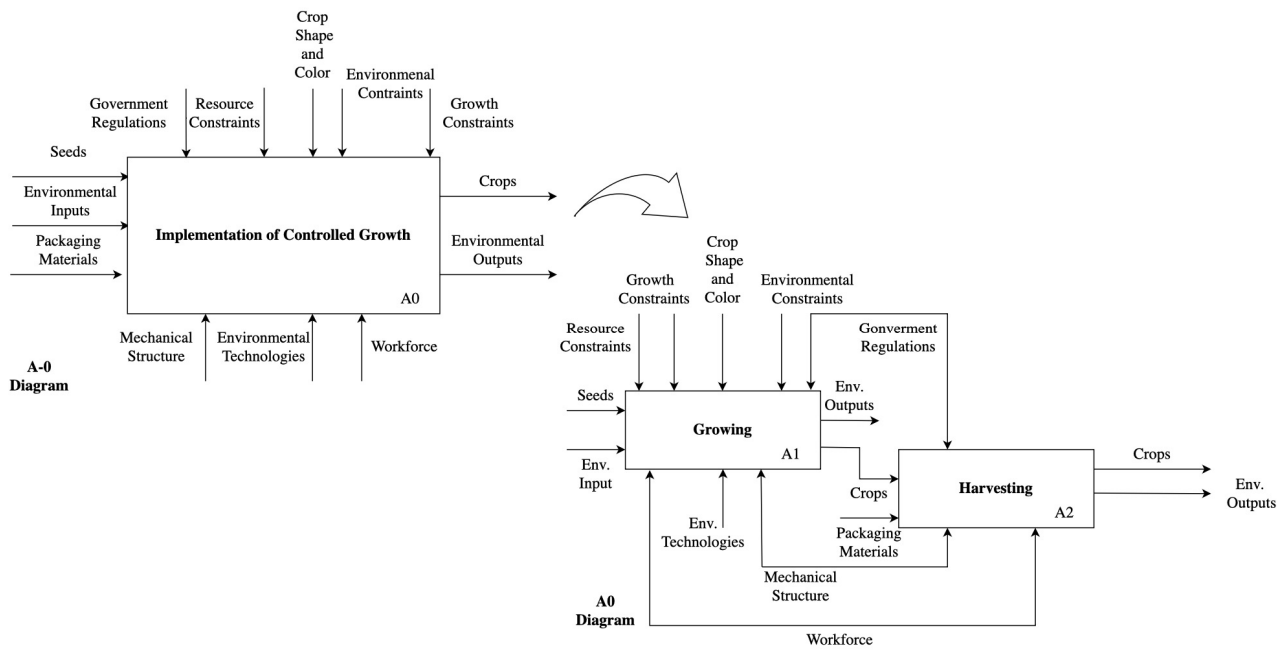 Crop
Shape
and
Color
Environmenal
Contraints
Government
Regulations
Resource
Constraints
Growth
Constraints
Seeds
Environmental
Inputs
Packaging
Materials
Implementation of Controlled Growth
A0
Crops
Environmental
Outputs
Mechanical
Structure
Environmental
Technologies
Workforce
A-0
Diagram
Crop
Shape
and
Color
Growth
Constraints
Environmental
Constraints
Resource
Constraints
Gonverment
Regulations
Seeds
Env.
Input
Growing
A1
Env.
Outputs
Crops
Packaging
Materials
Harvesting
A2
Crops
Env.
Outputs
Env.
Technologies
Mechanical
Structure
A0
Diagram
Workforce